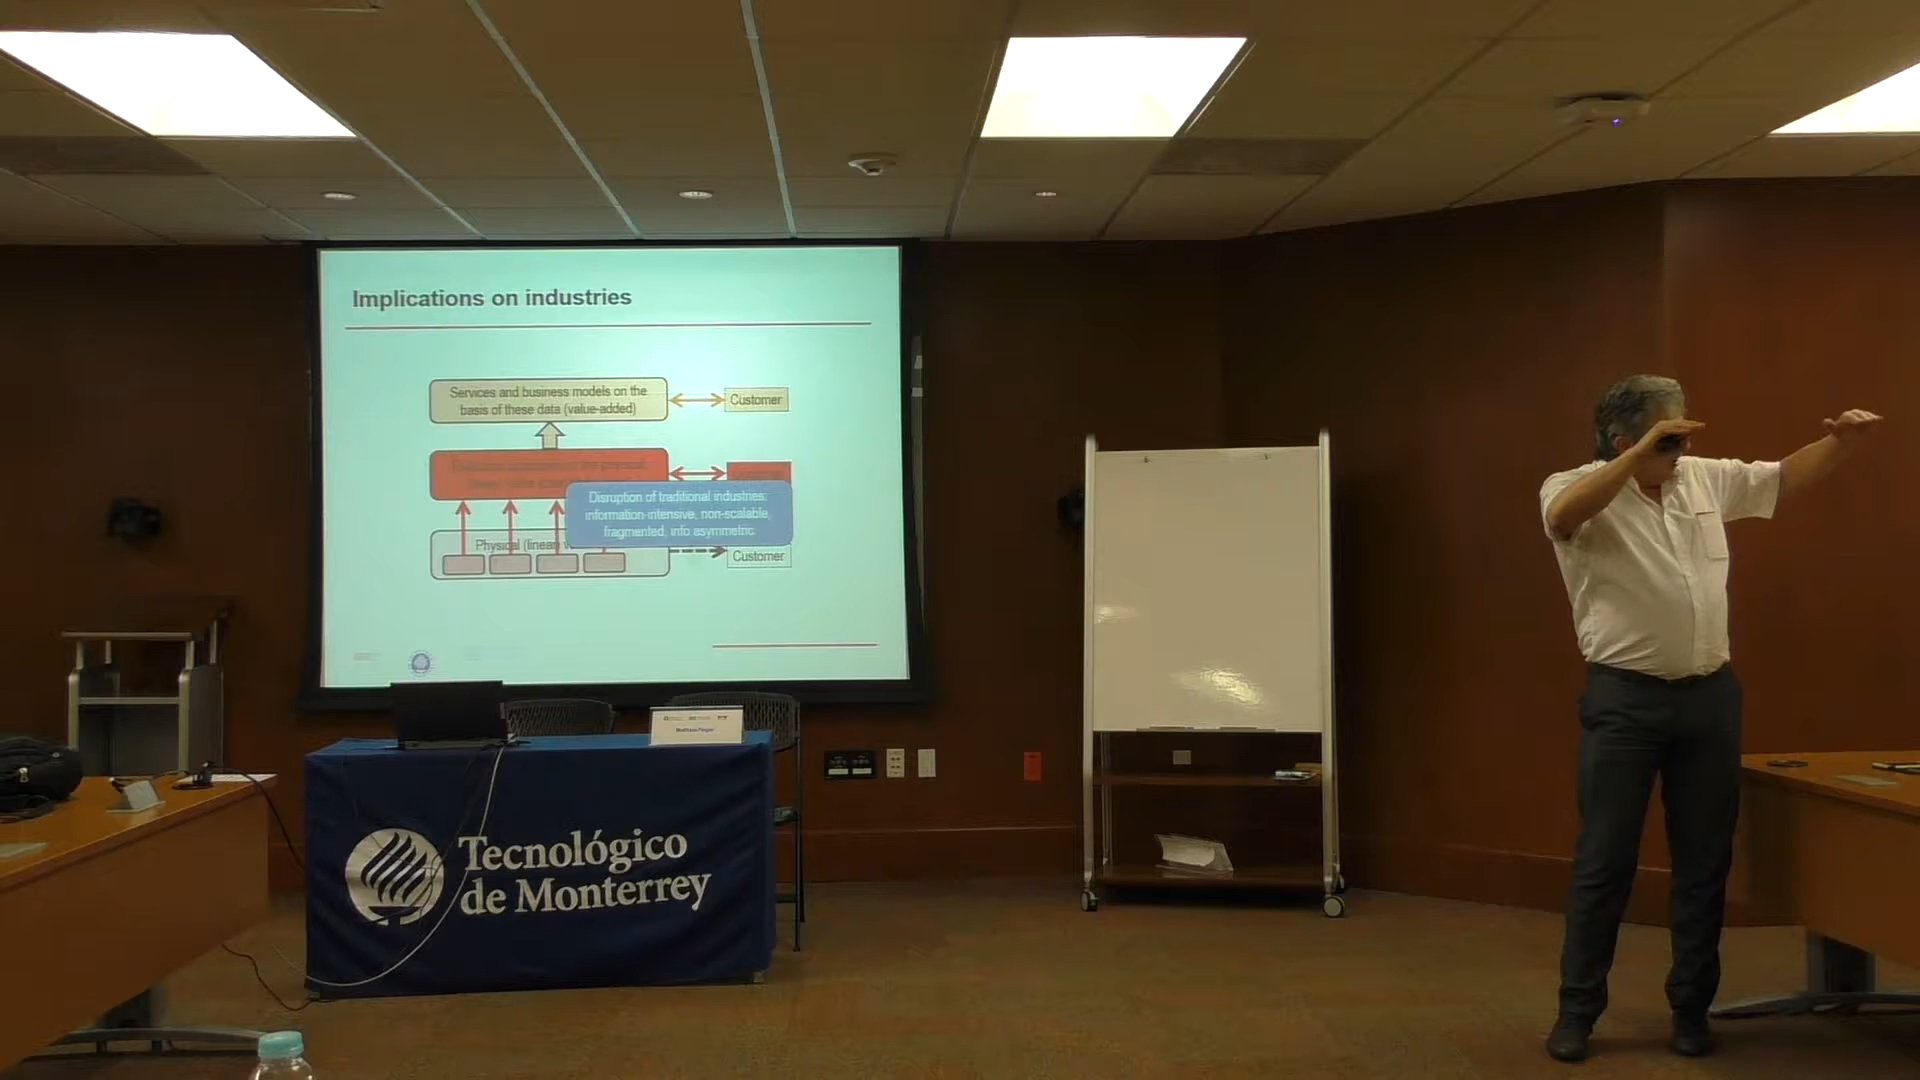 Implications on industries
Services and business models on the
basis of these data (value-added)
Customer
Disruption of traditional industries:
information-intensive, non-scalable,
fragmented, info asymmetric
Physical (linear
Customer
Tecnológico
de Monterrey